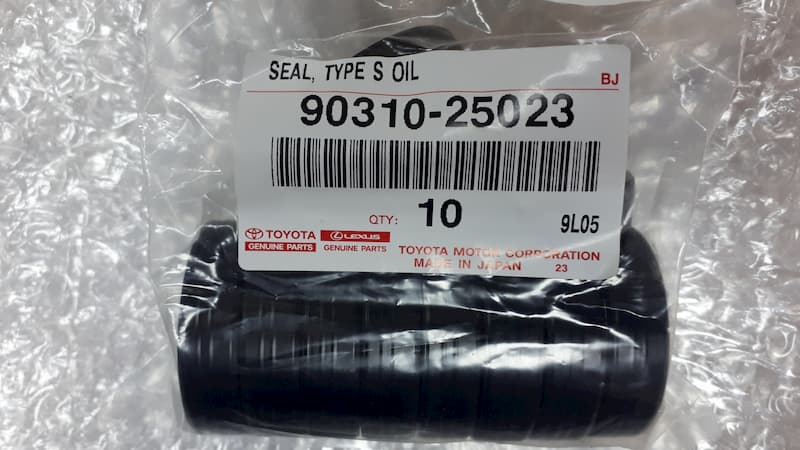 SEAL, TYPE S OIL
BJ
90310-25023
QTY: 10
9L05
TOYOTA LEXUS
GENUINE PARTS GENUINE PARTS
TOYOTA MOTOR CORPORATION
MADE IN JAPAN 23